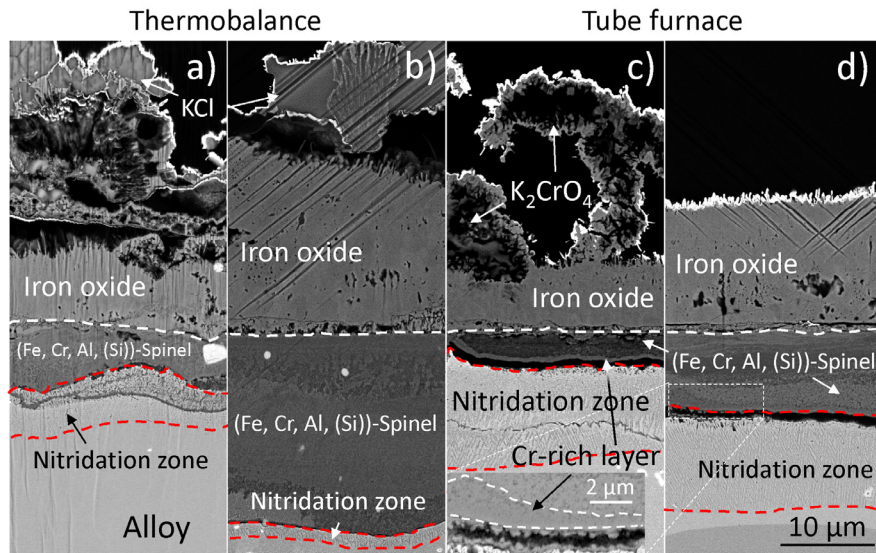 Thermobalance
Tube furnace
a)
b)
c)
d)
KCl
K₂CrO₄
Iron oxide
Iron oxide
Iron oxide
Iron oxide
(Fe, Cr, Al, (Si))-Spinel
(Fe, Cr, Al, (Si))-Spinel
(Fe, Cr, Al, (Si))-Spinel
Nitridation zone
Nitridation zone
Nitridation zone
Nitridation zone
Cr-rich layer
2 µm
Alloy
10 µm